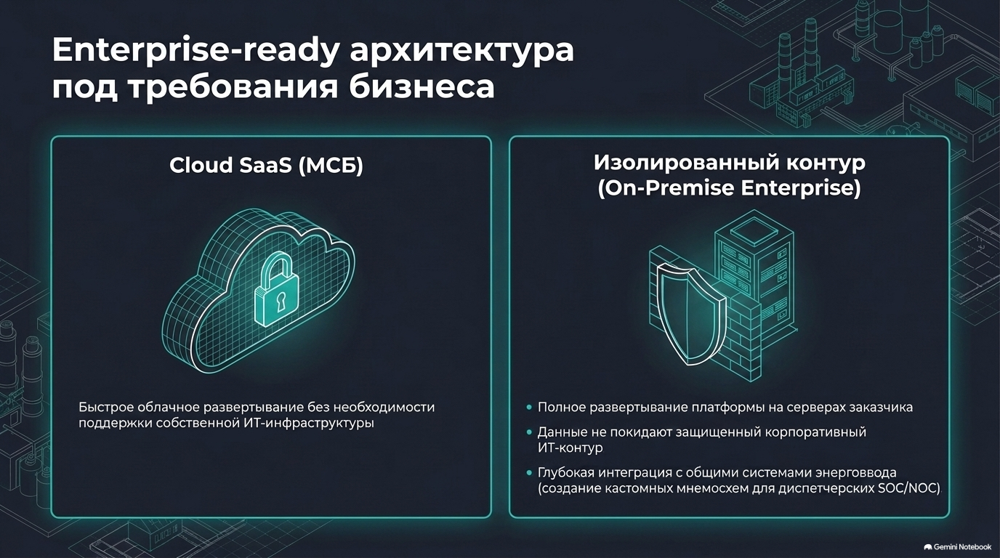 Enterprise-ready архитектура
под требования бизнеса
Cloud SaaS (МСБ)
Быстрое облачное развертывание без необходимости
поддержки собственной ИТ-инфраструктуры
Изолированный контур
(On-Premise Enterprise)
• Полное развертывание платформы на серверах заказчика
• Данные не покидают защищенный корпоративный
ИТ-контур
• Глубокая интеграция с общими системами энерговвода
(создание кастомных мнемосхем для диспетчерских SOC/NOC).
Gemini Notebook